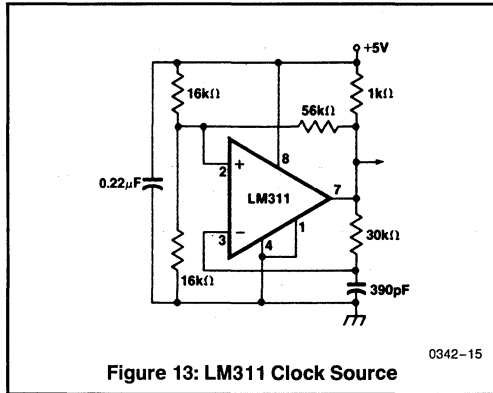 +5V
16kΩ
1kΩ
56kΩ
8
2
+
0.22μF
LM311
7
1
3
−
4
30kΩ
16kΩ
390pF
0342–15
Figure 13: LM311 Clock Source